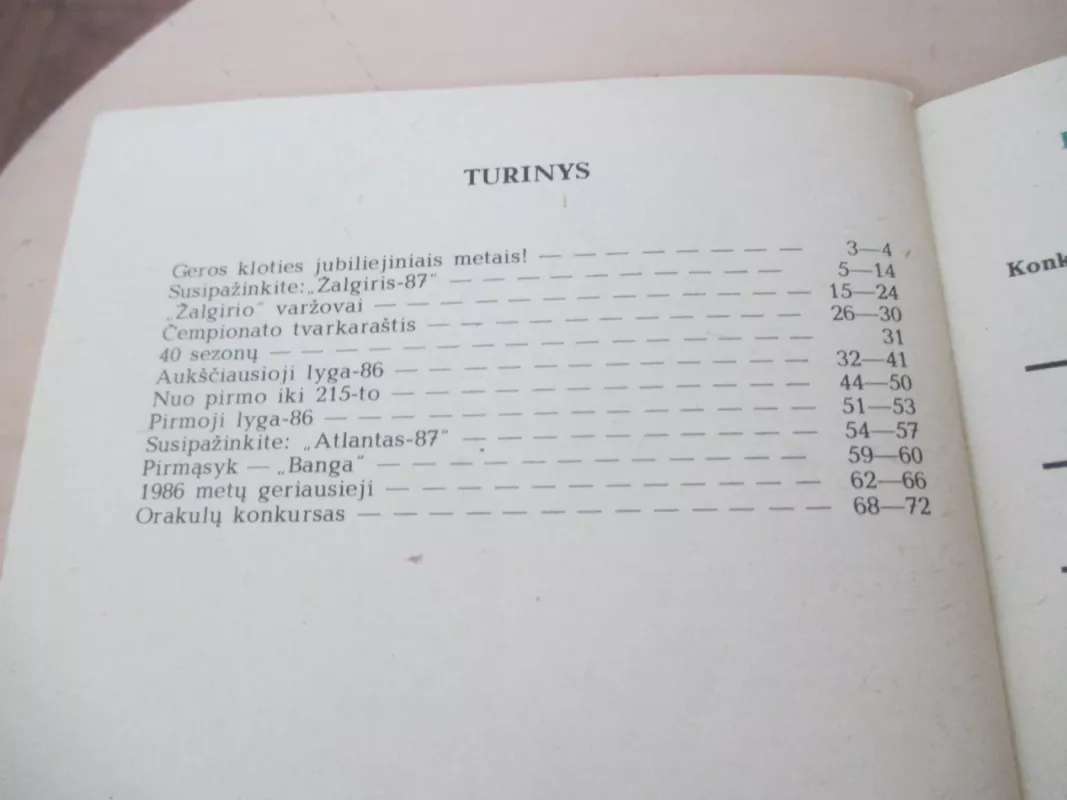 TURINYS
Geros kloties jubiliejiniais metais! — — — — — — — — — — 3—4
Susipažinkite: „Žalgiris-87" — — — — — — — — — — — — 5—14
„Žalgirio" varžovai — — — — — — — — — — — — — — — 15—24
Čempionato tvarkaraštis — — — — — — — — — — — — — 26—30
40 sezonų — — — — — — — — — — — — — — — — — — 31
Aukščiausioji lyga-86 — — — — — — — — — — — — — — 32—41
Nuo pirmo iki 215-to — — — — — — — — — — — — — — 44—50
Pirmoji lyga-86 — — — — — — — — — — — — — — — — 51—53
Susipažinkite: „Atlantas-87" — — — — — — — — — — — — 54—57
Pirmąsyk — „Banga" — — — — — — — — — — — — — — — 59—60
1986 metų geriausieji — — — — — — — — — — — — — — — 62—66
Orakulų konkursas — — — — — — — — — — — — — — — — 68—72
Konk